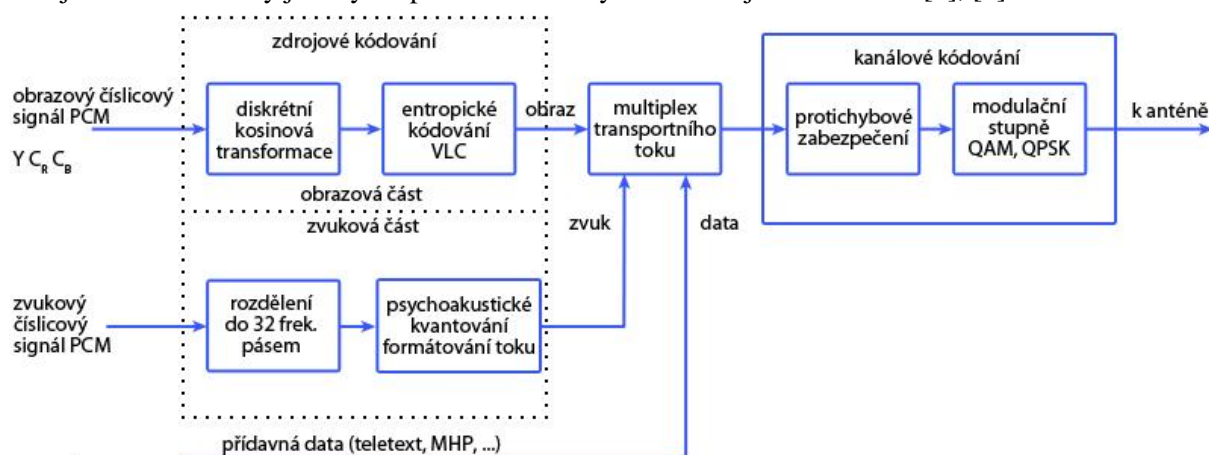 zdrojové kódování
kanálové kódování
obrazový číslicový
signál PCM
Y C_R C_B
diskrétní
kosinová
transformace
entropické
kódování
VLC
obraz
multiplex
transportního
toku
protichybové
zabezpečení
modulační
stupně
QAM, QPSK
k anténě
obrazová část
zvuková část
zvuk
data
zvukový
číslicový
signál PCM
rozdělení
do 32 frek.
pásem
psychoakustické
kvantování
formátování toku
přídavná data (teletext, MHP, ...)